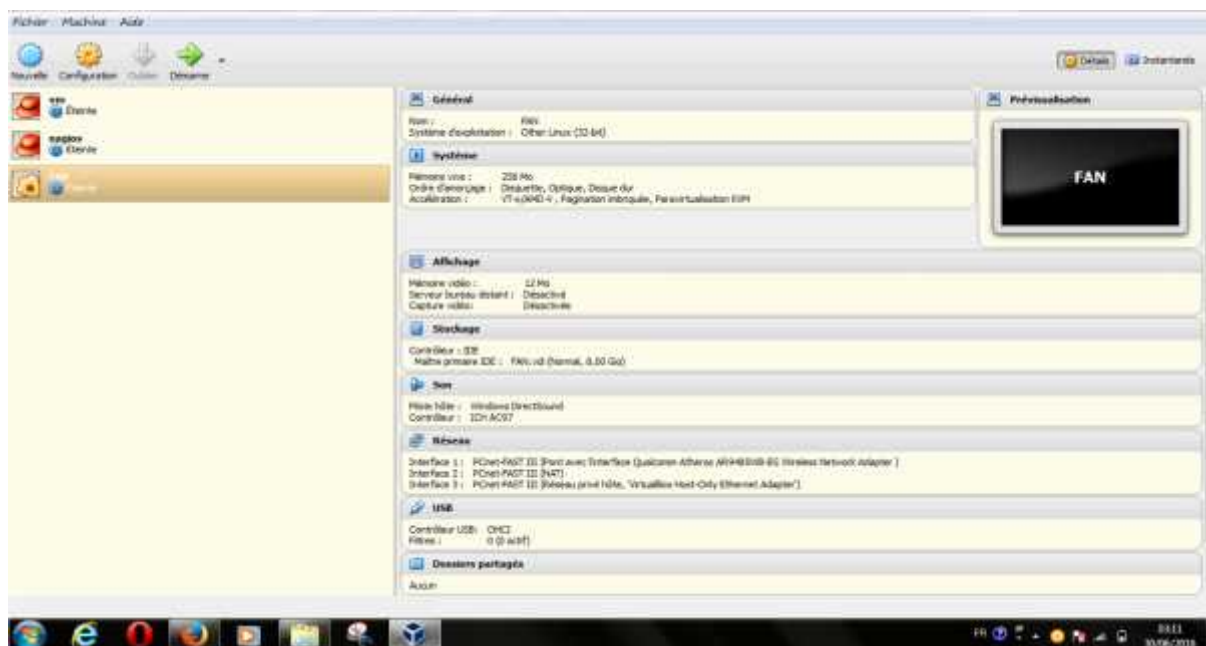 Fichier Machine Aide
Nouvelle Configuration Oublier Démarrer
Détails Instantanés
Éteinte
nagios
Éteinte
Général
Nom : FAN
Système d'exploitation : Other Linux (32-bit)
Système
Mémoire vive : 256 Mo
Ordre d'amorçage : Disquette, Optique, Disque dur
Accélération : VT-x/AMD-V , Pagination imbriquée, Paravirtualisation KVM
Prévisualisation
FAN
Affichage
Mémoire vidéo : 12 Mo
Serveur bureau distant : Désactivé
Capture vidéo: Désactivée
Stockage
Contrôleur : IDE
Maître primaire IDE : FAN.vdi (Normal, 8,00 Gio)
Son
Pilote hôte : Windows DirectSound
Contrôleur : ICH AC97
Réseau
Interface 1 : PCnet-FAST III (Pont avec l'interface Qualcomm Atheros Wireless Network Adapter )
Interface 2 : PCnet-FAST III (NAT)
Interface 3 : PCnet-FAST III (Réseau privé hôte, 'VirtualBox Host-Only Ethernet Adapter')
USB
Contrôleur USB: OHCI
Filtres : 0 (0 actif)
Dossiers partagés
Aucun
FR
03:11